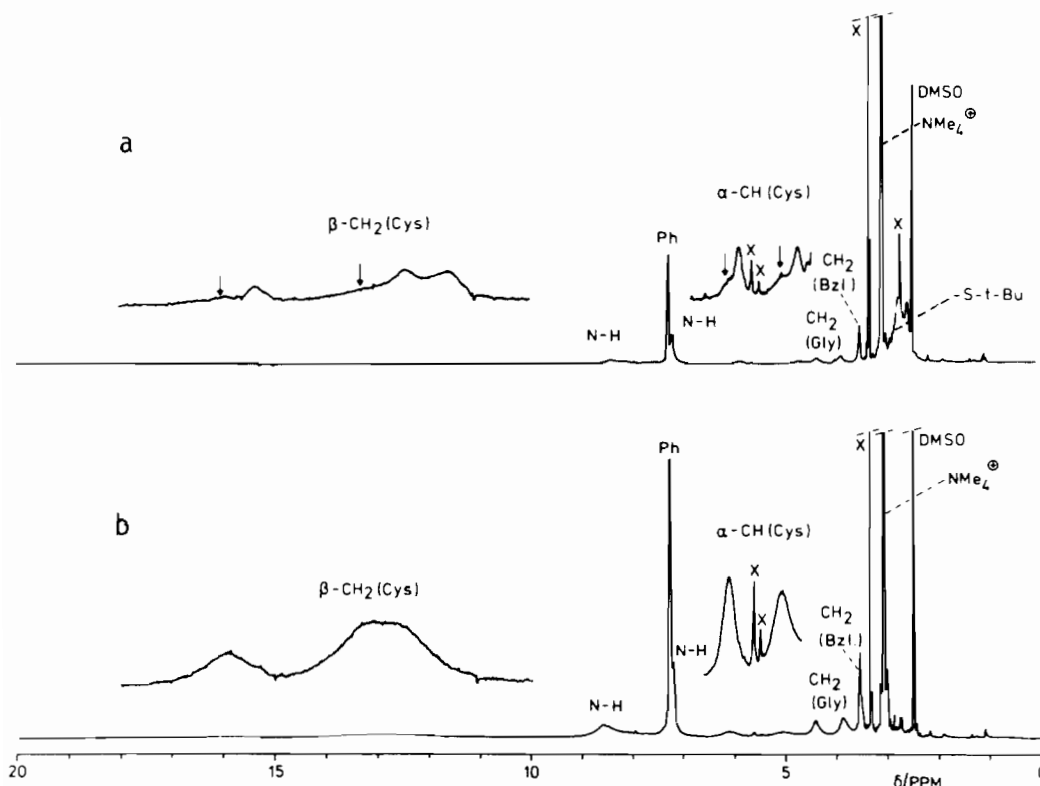 a
β-CH2(Cys)
N-H
Ph
N-H
α-CH(Cys)
X
X
CH2
(Bzl.)
CH2
(Gly)
X
DMSO
NMe4⊕
X
S-t-Bu
b
β-CH2(Cys)
N-H
Ph
N-H
α-CH(Cys)
X
X
CH2
(Bzl.)
CH2
(Gly)
X
DMSO
NMe4⊕
20 15 10 5
δ/PPM